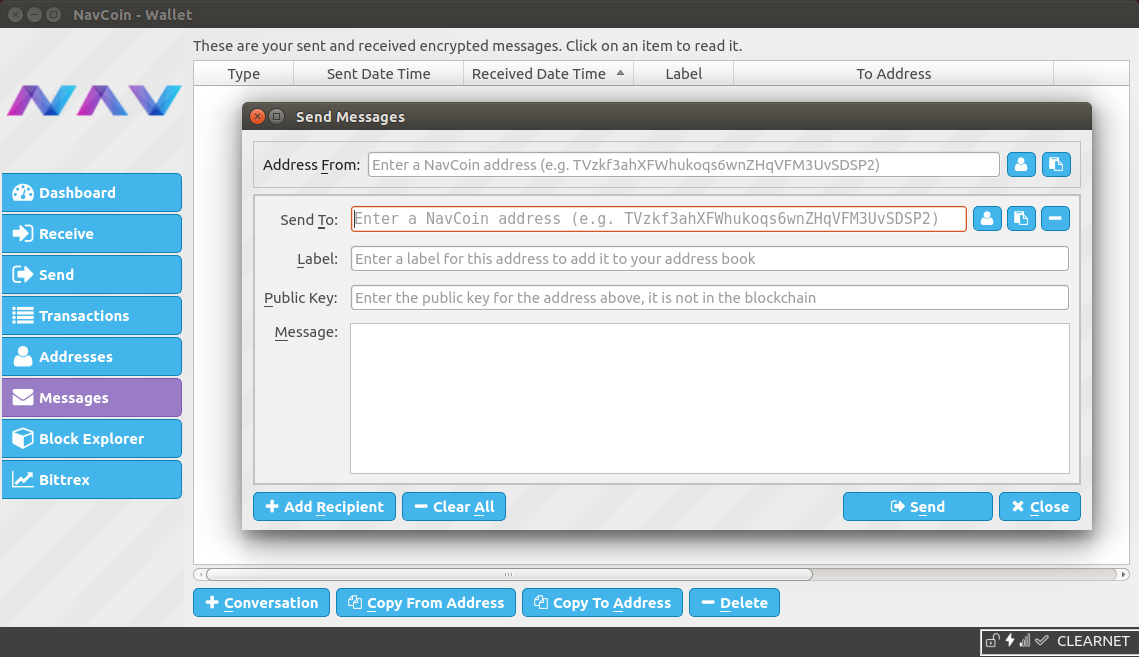 NavCoin - Wallet
These are your sent and received encrypted messages. Click on an item to read it.
Type Sent Date Time Received Date Time Label To Address
NAV
Dashboard
Receive
Send
Transactions
Addresses
Messages
Block Explorer
Bittrex
Send Messages
Address From: Enter a NavCoin address (e.g. TVzkf3ahXFWhukoqs6wnZHqVFM3UvSDSP2)
Send To: Enter a NavCoin address (e.g. TVzkf3ahXFWhukoqs6wnZHqVFM3UvSDSP2)
Label: Enter a label for this address to add it to your address book
Public Key: Enter the public key for the address above, it is not in the blockchain
Message:
Add Recipient Clear All Send Close
Conversation Copy From Address Copy To Address Delete
CLEARNET